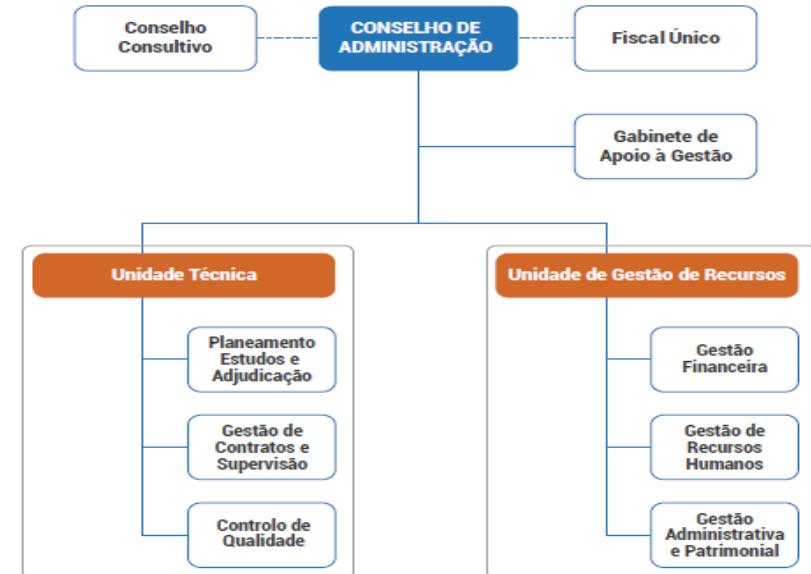 Conselho
Consultivo
CONSELHO DE
ADMINISTRAÇÃO
Fiscal Único
Gabinete de
Apoio à Gestão
Unidade Técnica
Unidade de Gestão de Recursos
Planeamento
Estudos e
Adjudicação
Gestão de
Contratos e
Supervisão
Controlo de
Qualidade
Gestão
Financeira
Gestão de
Recursos
Humanos
Gestão
Administrativa
e Patrimonial